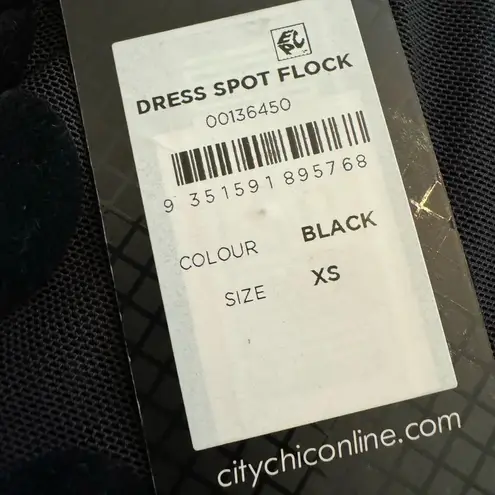 DRESS SPOT FLOCK
00136450
9 351591 895768
COLOUR BLACK
SIZE XS
citychiconline.com